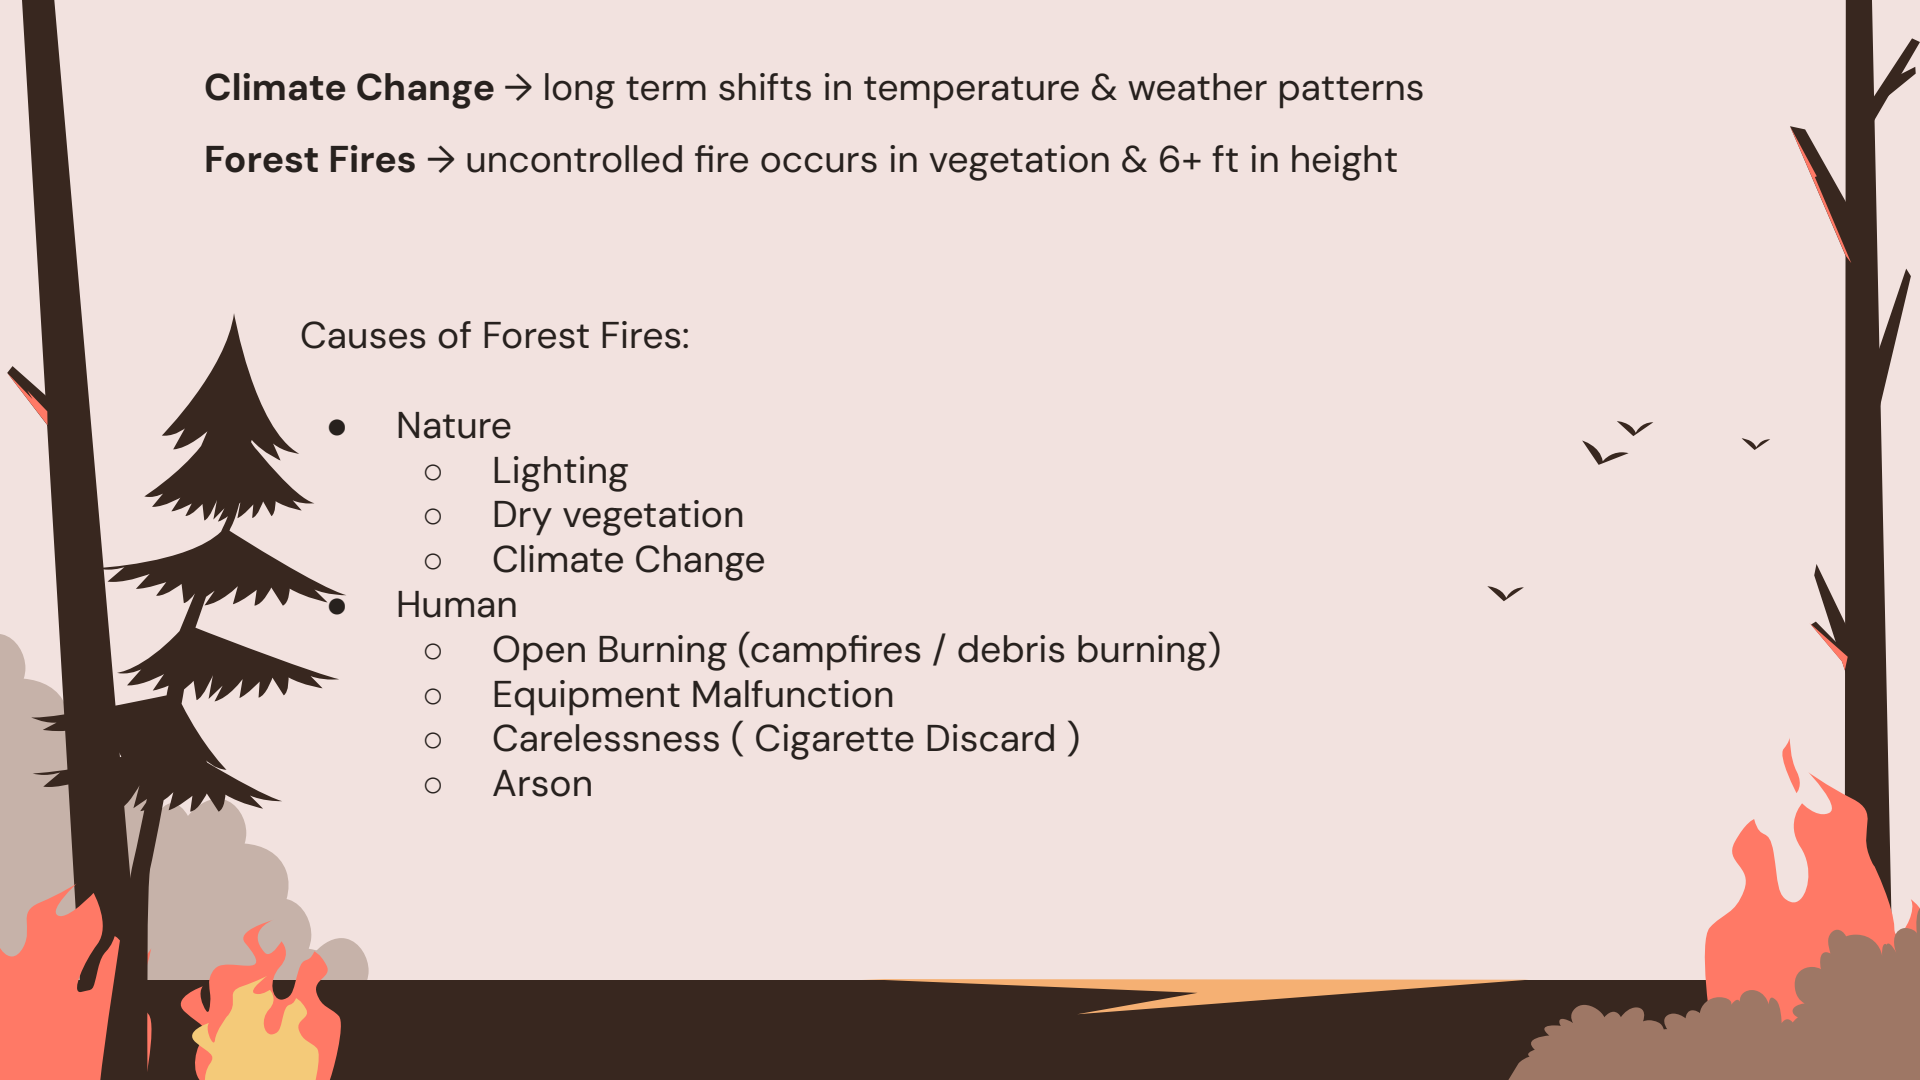 Climate Change → long term shifts in temperature & weather patterns
Forest Fires → uncontrolled fire occurs in vegetation & 6+ ft in height
Causes of Forest Fires:
● Nature
○ Lighting
○ Dry vegetation
○ Climate Change
● Human
○ Open Burning (campfires / debris burning)
○ Equipment Malfunction
○ Carelessness ( Cigarette Discard )
○ Arson